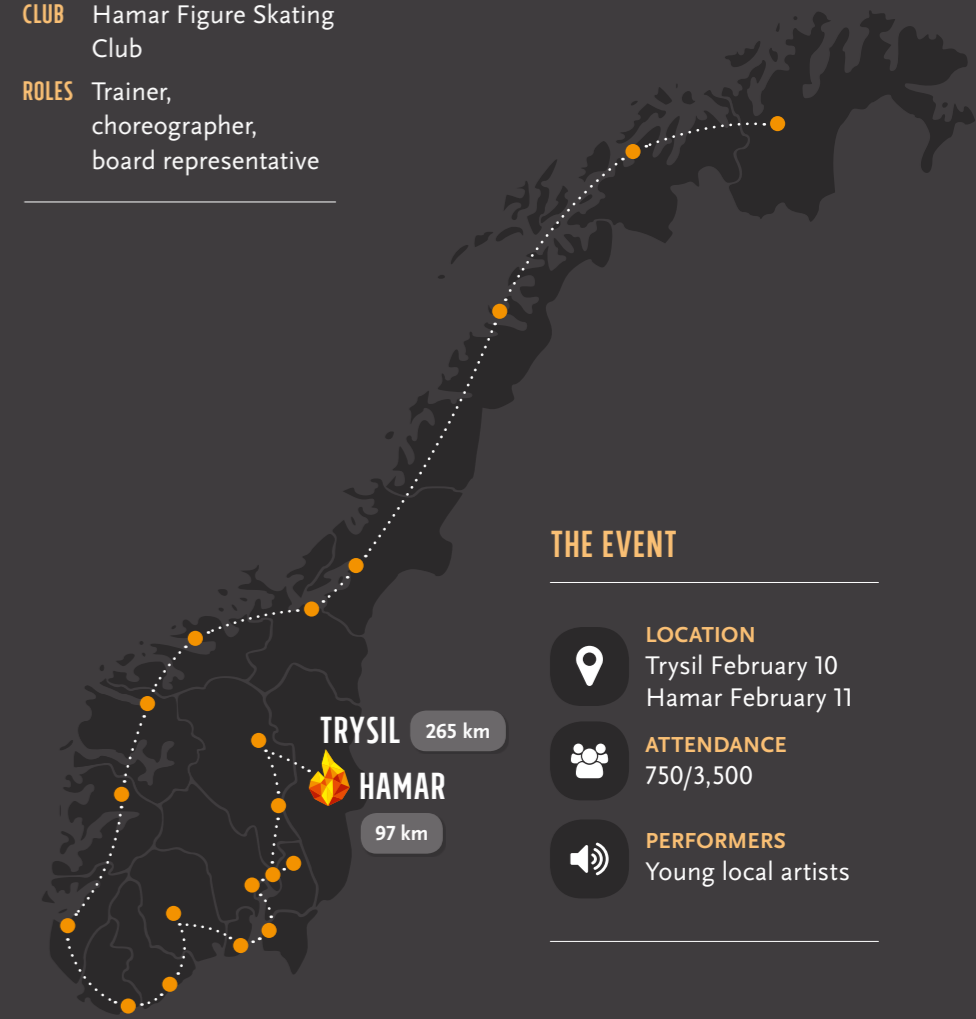 CLUB Hamar Figure Skating
Club
ROLES Trainer,
choreographer,
board representative
TRYSIL 265 km
HAMAR
97 km
THE EVENT
LOCATION
Trysil February 10
Hamar February 11
ATTENDANCE
750/3,500
PERFORMERS
Young local artists